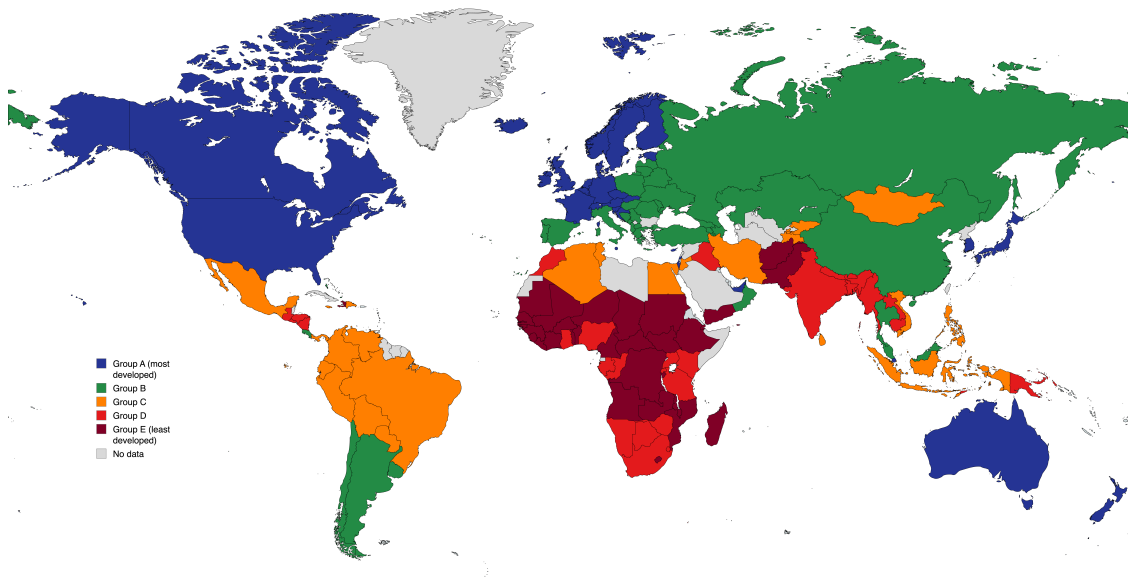 Group A (most
developed)
Group B
Group C
Group D
Group E (least
developed)
No data